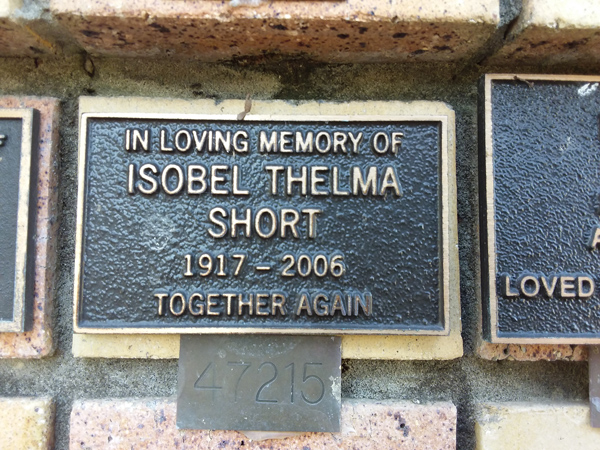 IN LOVING MEMORY OF
ISOBEL THELMA
SHORT
1917 – 2006
TOGETHER AGAIN
47215
LOVED